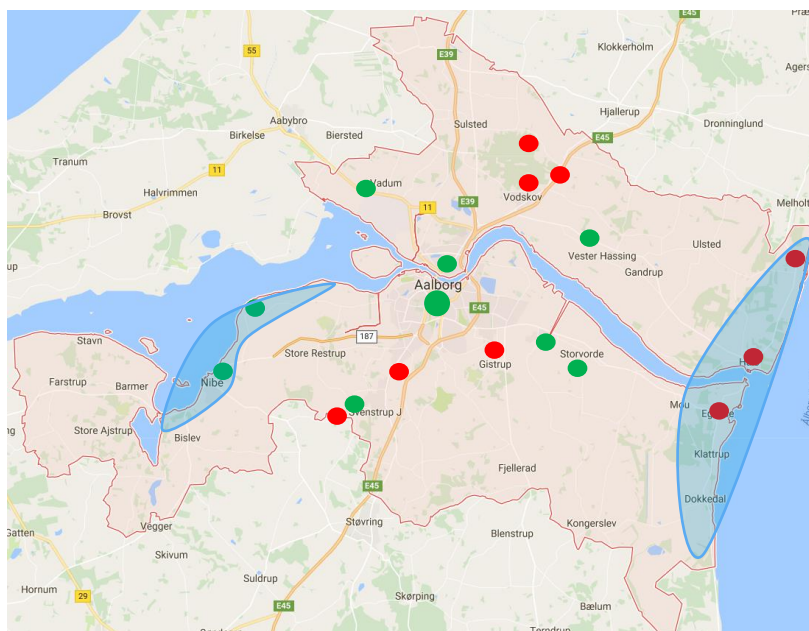 E45
E39
Klokkerholm
55
Agers
Præs
Hjallerup
Aabybro
Sulsted
Dronninglund
Birkelse
Biersted
E45
Tranum
11
Vadum
Halvrimmen
Vodskov
Melholt
Brovst
11
E39
Ulsted
Vester Hassing
Gandrup
up
Aalborg
E45
Stavn
187
Store Restrup
Storvorde
Gistrup
Farstrup
Barmer
Nibe
Mou
Store Ajstrup
Svenstrup J
ng
Bislev
Klattrup
Fjellerad
E45
Dokkedal
Vegger
Støvring
Kongerslev
Gatten
Blenstrup
Skivum
Suldrup
Hornum
29
Skørping
E45
Bælum